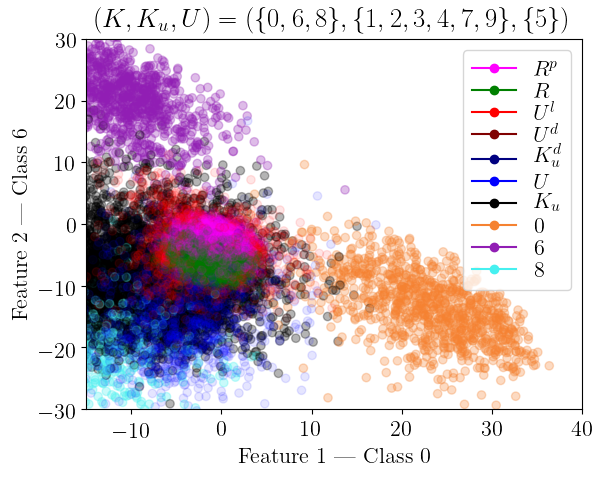 (K, K_u, U) = ({0, 6, 8}, {1, 2, 3, 4, 7, 9}, {5})
30
20
10
0
−10
−20
−30
Feature 2 — Class 6
R^p
R
U^l
U^d
K_u^d
U
K_u
0
6
8
−10
0
10
20
30
40
Feature 1 — Class 0